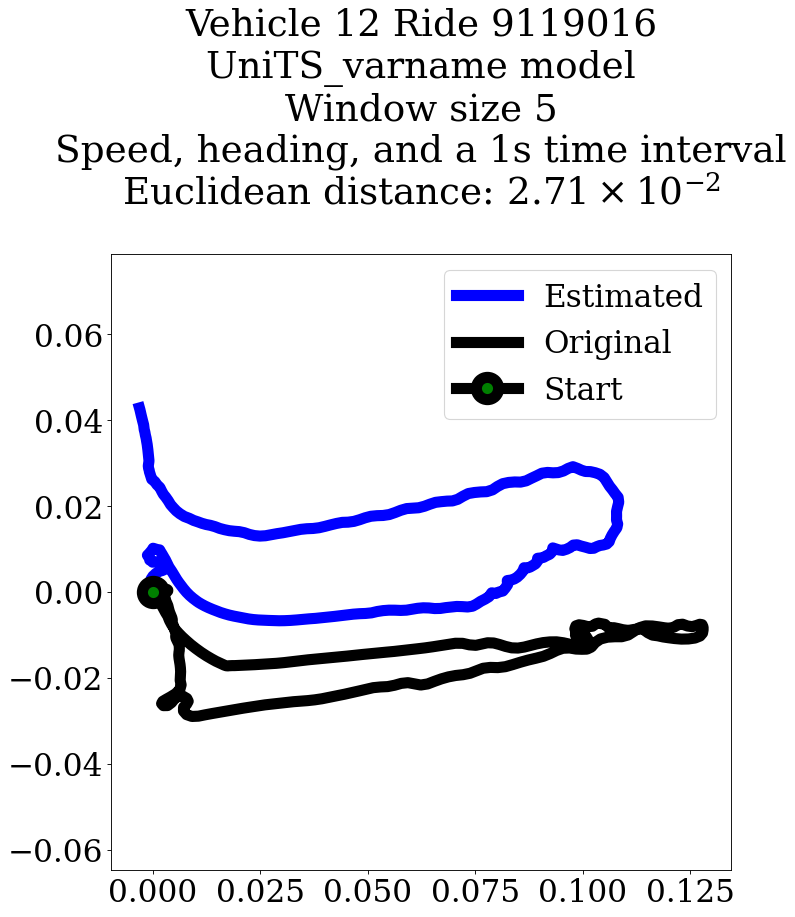 Vehicle 12 Ride 9119016
UniTS_varname model
Window size 5
Speed, heading, and a 1s time interval
Euclidean distance: 2.71 × 10⁻²
Estimated
Original
Start
0.06
0.04
0.02
0.00
−0.02
−0.04
−0.06
0.000 0.025 0.050 0.075 0.100 0.125